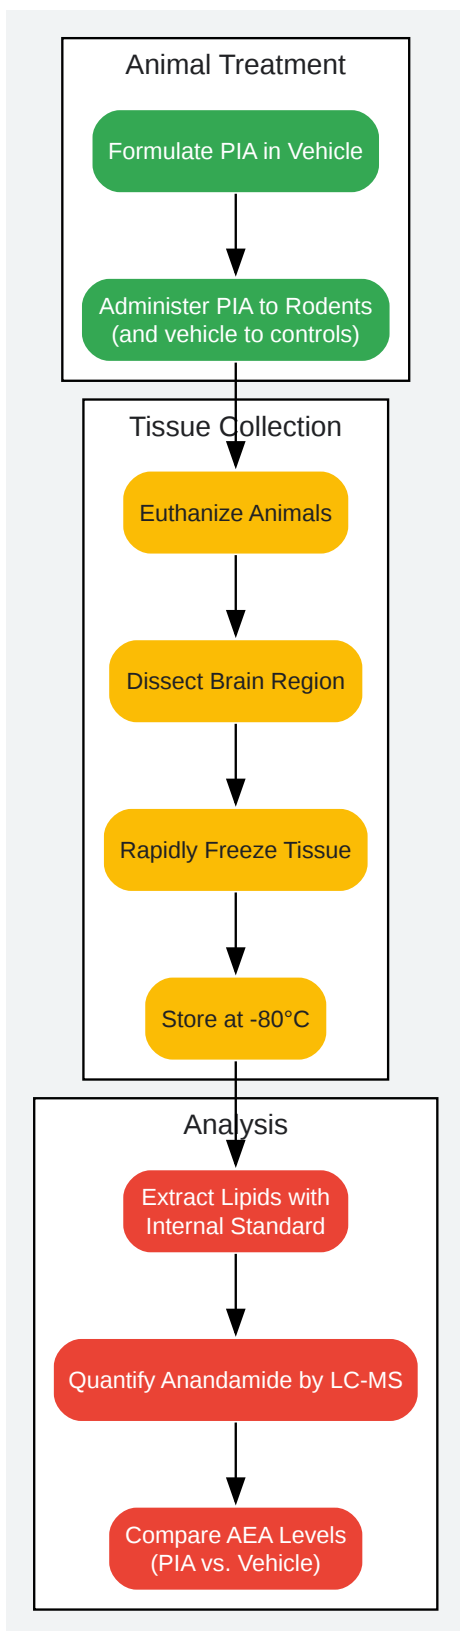 Animal Treatment
Formulate PIA in Vehicle
Administer PIA to Rodents
(and vehicle to controls)
Tissue Collection
Euthanize Animals
Dissect Brain Region
Rapidly Freeze Tissue
Store at -80°C
Analysis
Extract Lipids with
Internal Standard
Quantify Anandamide by LC-MS
Compare AEA Levels
(PIA vs. Vehicle)